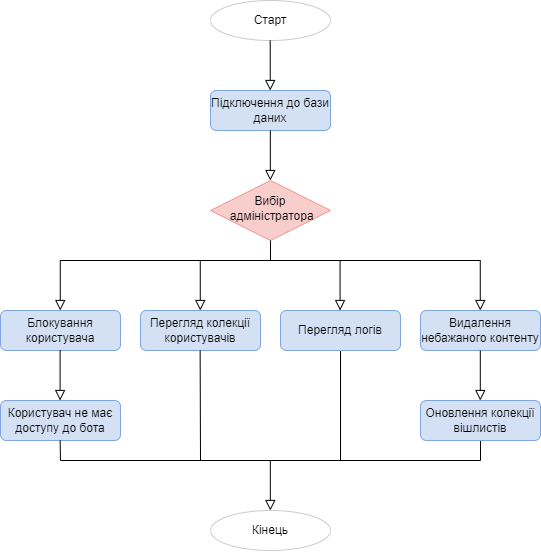 Старт
Підключення до бази
даних
Вибір
адміністратора
Блокування
користувача
Перегляд колекції
користувачів
Перегляд логів
Видалення
небажаного контенту
Користувач не має
доступу до бота
Оновлення колекції
вішлистів
Кінець